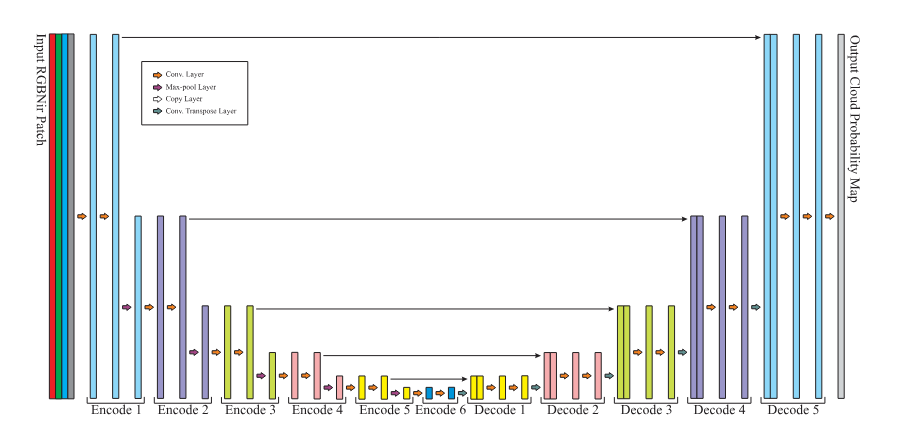 Input RGBNir Patch
Conv. Layer
Max-pool Layer
Copy Layer
Conv. Transpose Layer
Output Cloud Probability Map
Encode 1
Encode 2
Encode 3
Encode 4
Encode 5
Encode 6
Decode 1
Decode 2
Decode 3
Decode 4
Decode 5